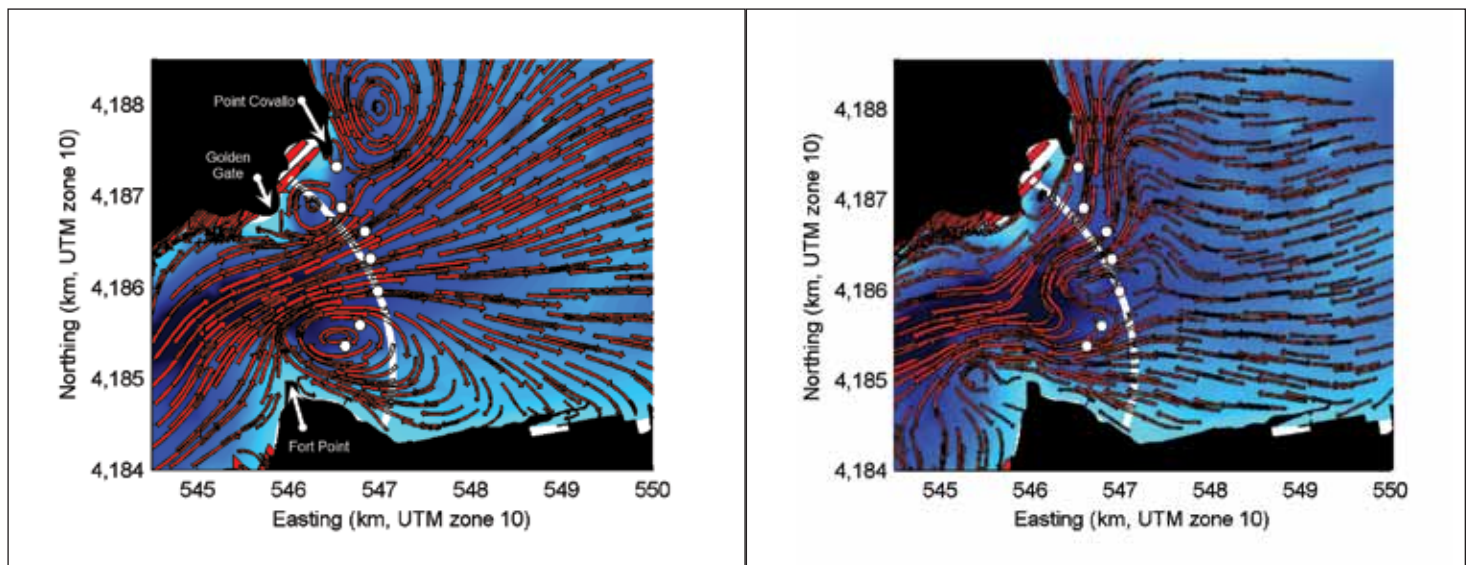 4,188
4,187
4,186
4,185
4,184
Northing (km, UTM zone 10)
Point Covallo
Golden
Gate
Fort Point
545 546 547 548 549 550
Easting (km, UTM zone 10)
4,188
4,187
4,186
4,185
4,184
Northing (km, UTM zone 10)
545 546 547 548 549 550
Easting (km, UTM zone 10)